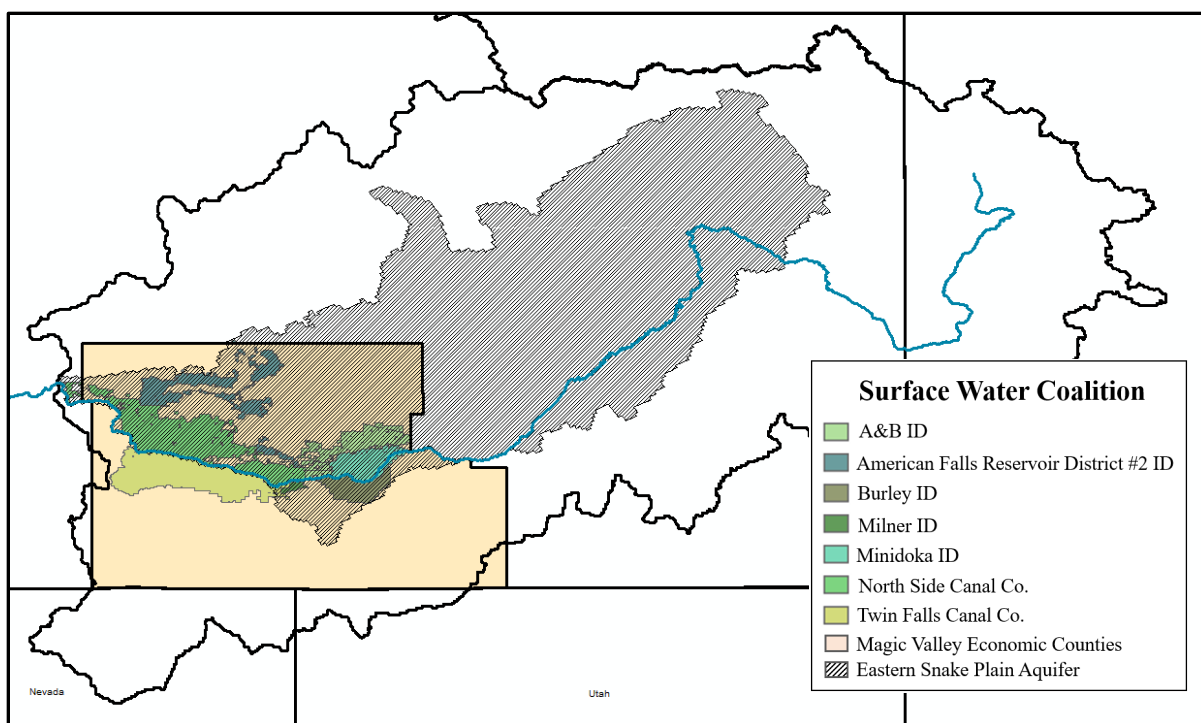 Surface Water Coalition
A&B ID
American Falls Reservoir District #2 ID
Burley ID
Milner ID
Minidoka ID
North Side Canal Co.
Twin Falls Canal Co.
Magic Valley Economic Counties
Eastern Snake Plain Aquifer
Nevada
Utah